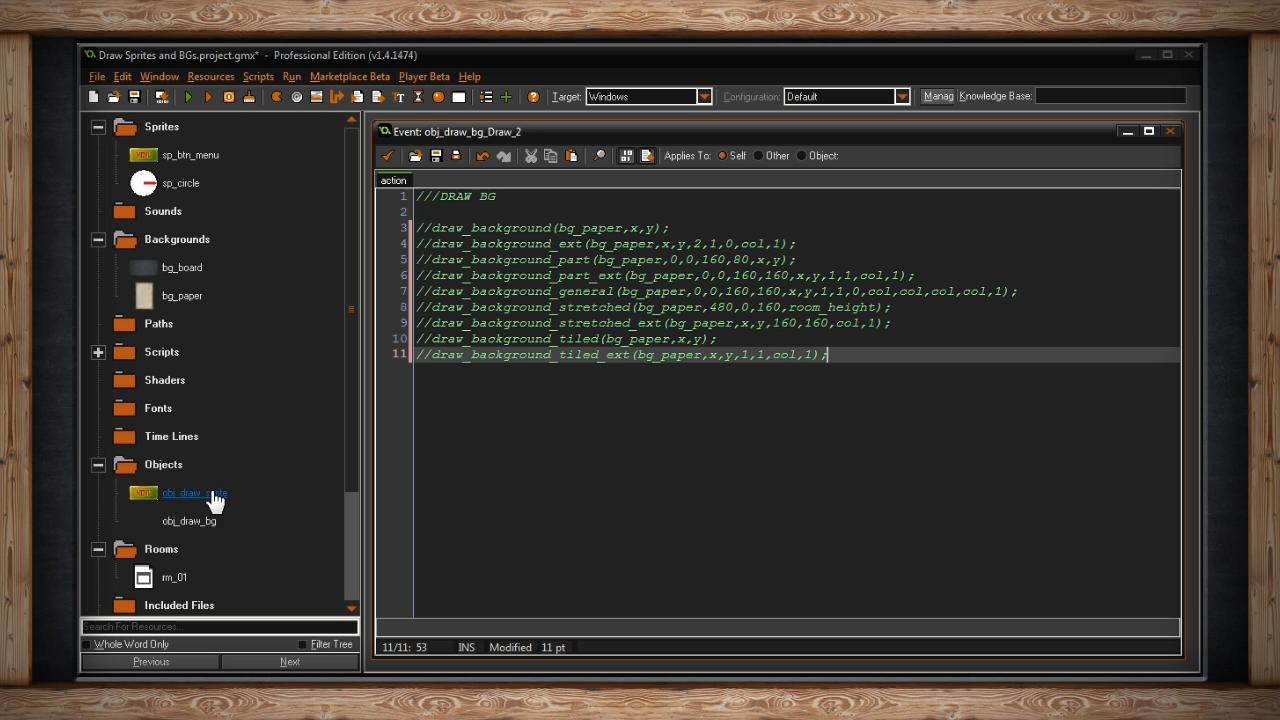 Draw Sprites and BGs.project.gmx* - Professional Edition (v1.4.1474)
File Edit Window Resources Scripts Run Marketplace Beta Player Beta Help
Target: Windows Configuration: Default Manag Knowledge Base:
Sprites
sp_btn_menu
sp_circle
Sounds
Backgrounds
bg_board
bg_paper
Paths
Scripts
Shaders
Fonts
Time Lines
Objects
MENU
obj_draw_sprite
obj_draw_bg
Rooms
rm_01
Included Files
Search For Resources...
Whole Word Only Filter Tree
Previous Next
Event: obj_draw_bg_Draw_2
Applies To: Self Other Object:
action
1 ///DRAW BG
2
3 //draw_background(bg_paper,x,y);
4 //draw_background_ext(bg_paper,x,y,2,1,0,col,1);
5 //draw_background_part(bg_paper,0,0,160,80,x,y);
6 //draw_background_part_ext(bg_paper,0,0,160,160,x,y,1,1,col,1);
7 //draw_background_general(bg_paper,0,0,160,160,x,y,1,1,0,col,col,col,col,1);
8 //draw_background_stretched(bg_paper,480,0,160,room_height);
9 //draw_background_stretched_ext(bg_paper,x,y,160,160,col,1);
10 //draw_background_tiled(bg_paper,x,y);
11 //draw_background_tiled_ext(bg_paper,x,y,1,1,col,1);
11/11: 53 INS Modified 11 pt